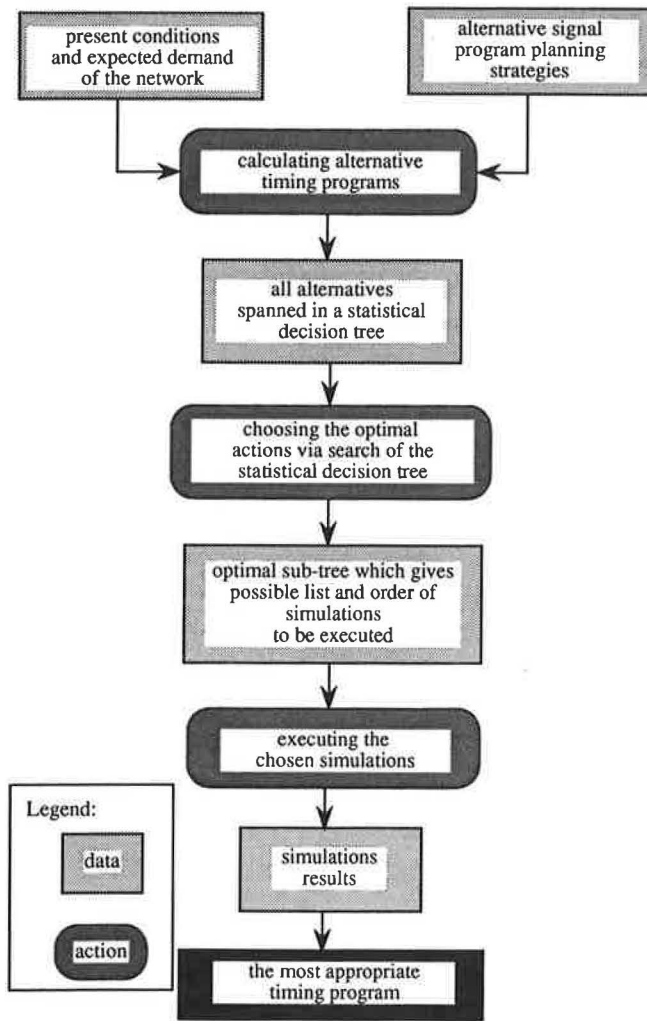 present conditions
and expected demand
of the network
alternative signal
program planning
strategies
calculating alternative
timing programs
all alternatives
spanned in a statistical
decision tree
choosing the optimal
actions via search of the
statistical decision tree
optimal sub-tree which gives
possible list and order of
simulations
to be executed
executing the
chosen simulations
Legend:
data
action
simulations
results
the most appropriate
timing program